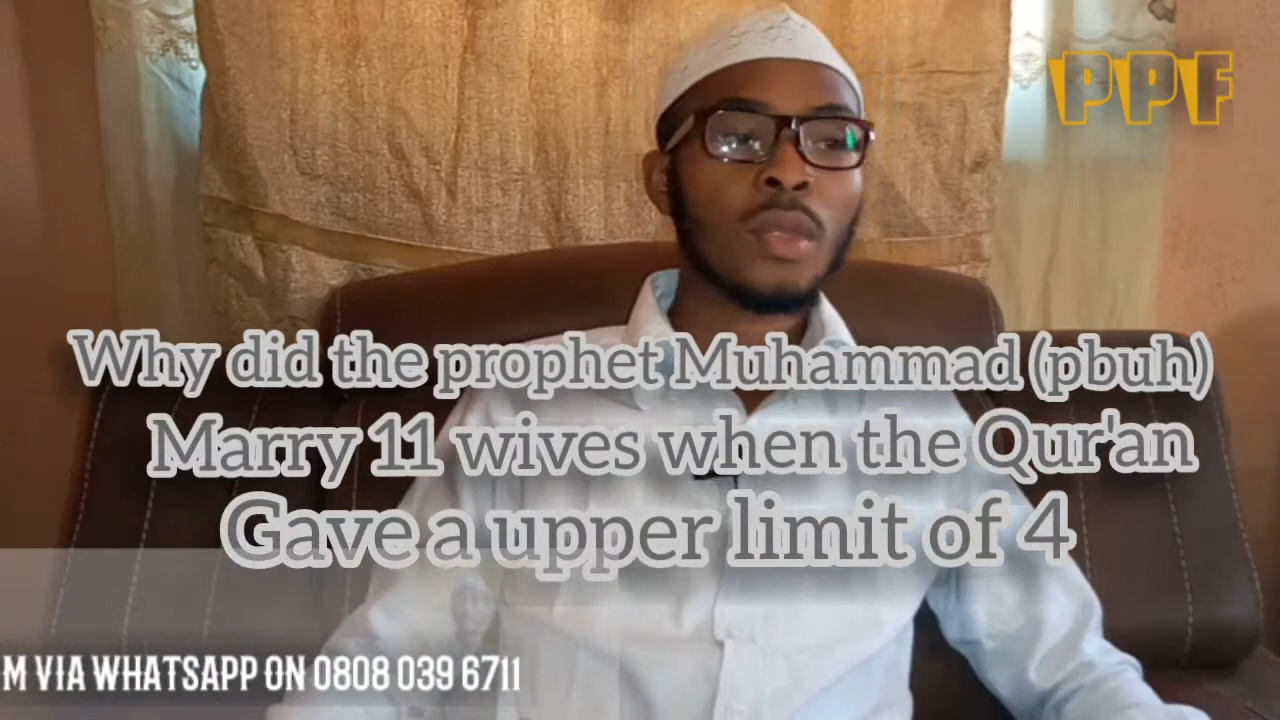 PPF
Why did the prophet Muhammad (pbuh)
Marry 11 wives when the Qur'an
Gave a upper limit of 4
M VIA WHATSAPP ON 0808 039 6711